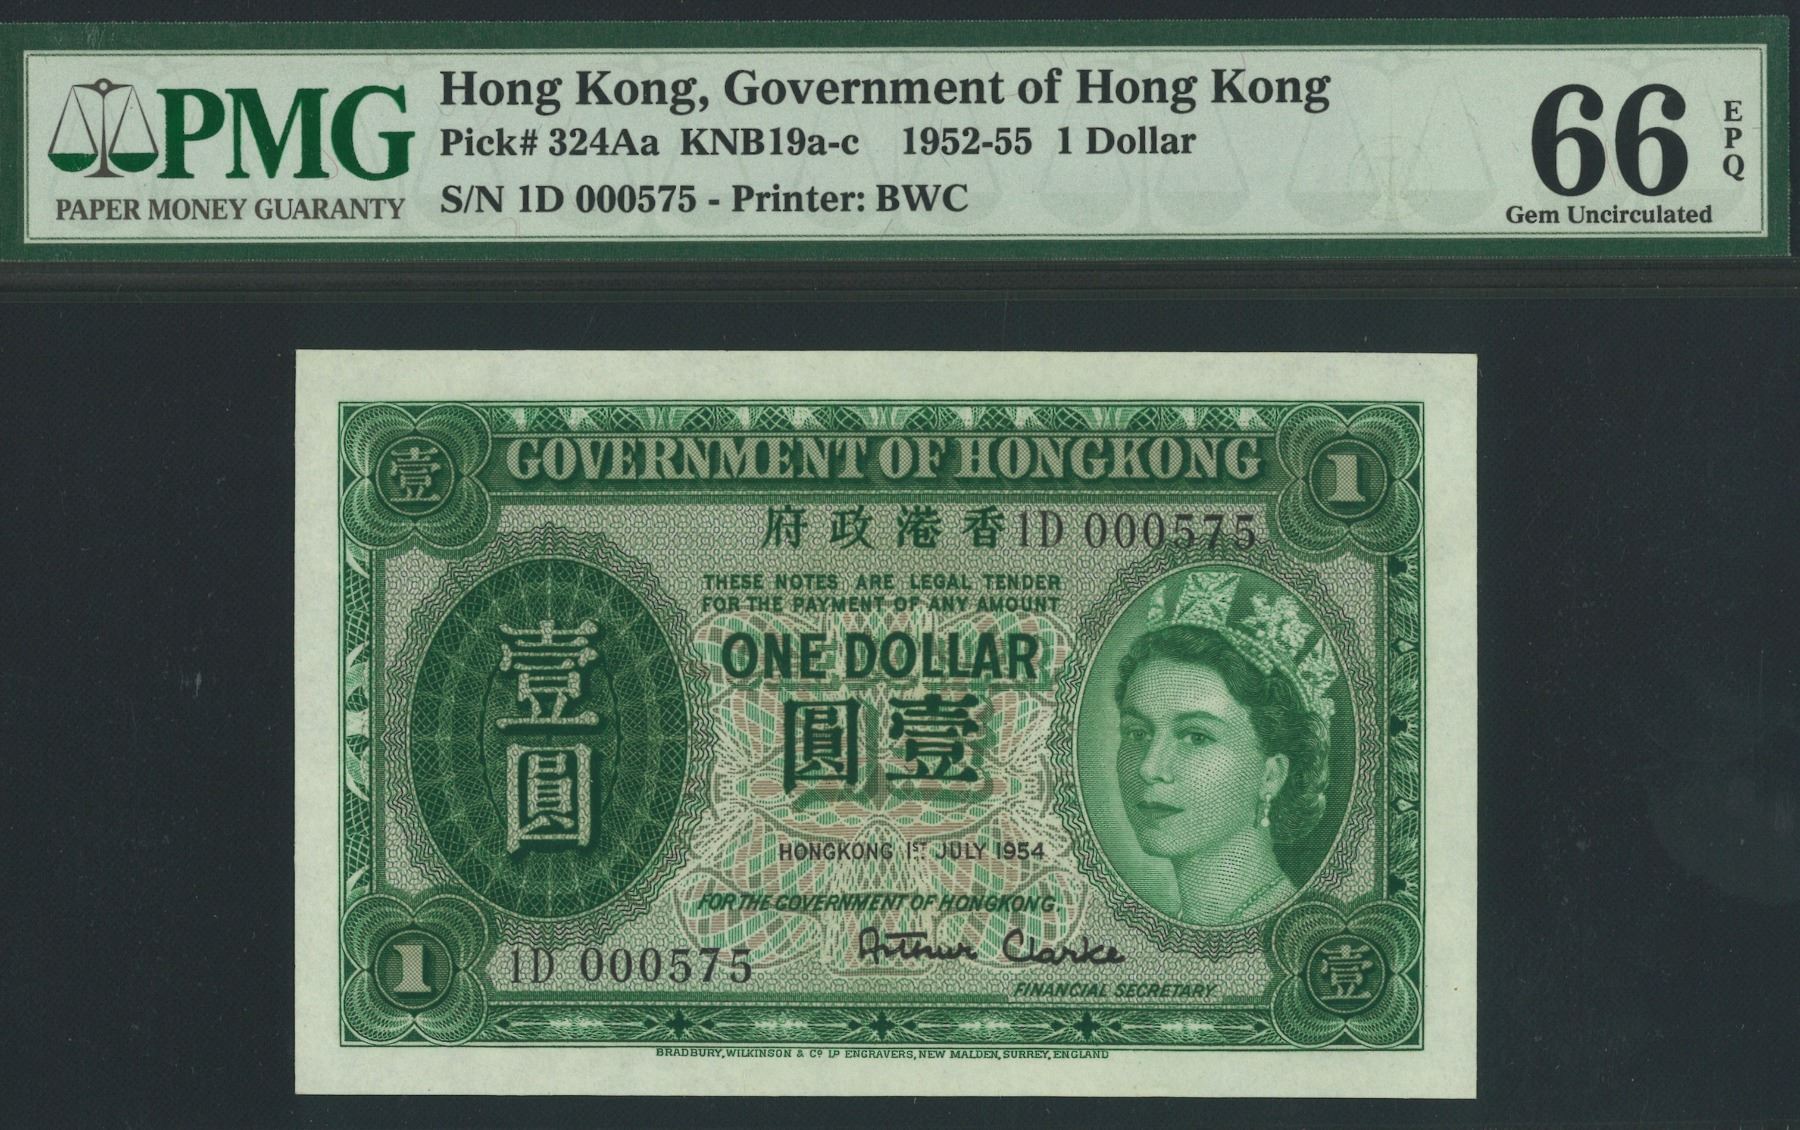 PMG
PAPER MONEY GUARANTY
Hong Kong, Government of Hong Kong
Pick# 324Aa KNB19a-c 1952-55 1 Dollar
S/N 1D 000575 - Printer: BWC
66
EPQ
Gem Uncirculated
壹
GOVERNMENT OF HONGKONG
1
府政港香
1D 000575
THESE NOTES ARE LEGAL TENDER
FOR THE PAYMENT OF ANY AMOUNT
ONE DOLLAR
圓壹
壹
圓
HONGKONG 1ST JULY 1954
FOR THE GOVERNMENT OF HONGKONG
Arthur Clarke
1
1D 000575
FINANCIAL SECRETARY
壹
BRADBURY, WILKINSON & Co Ld ENGRAVERS, NEW MALDEN, SURREY, ENGLAND